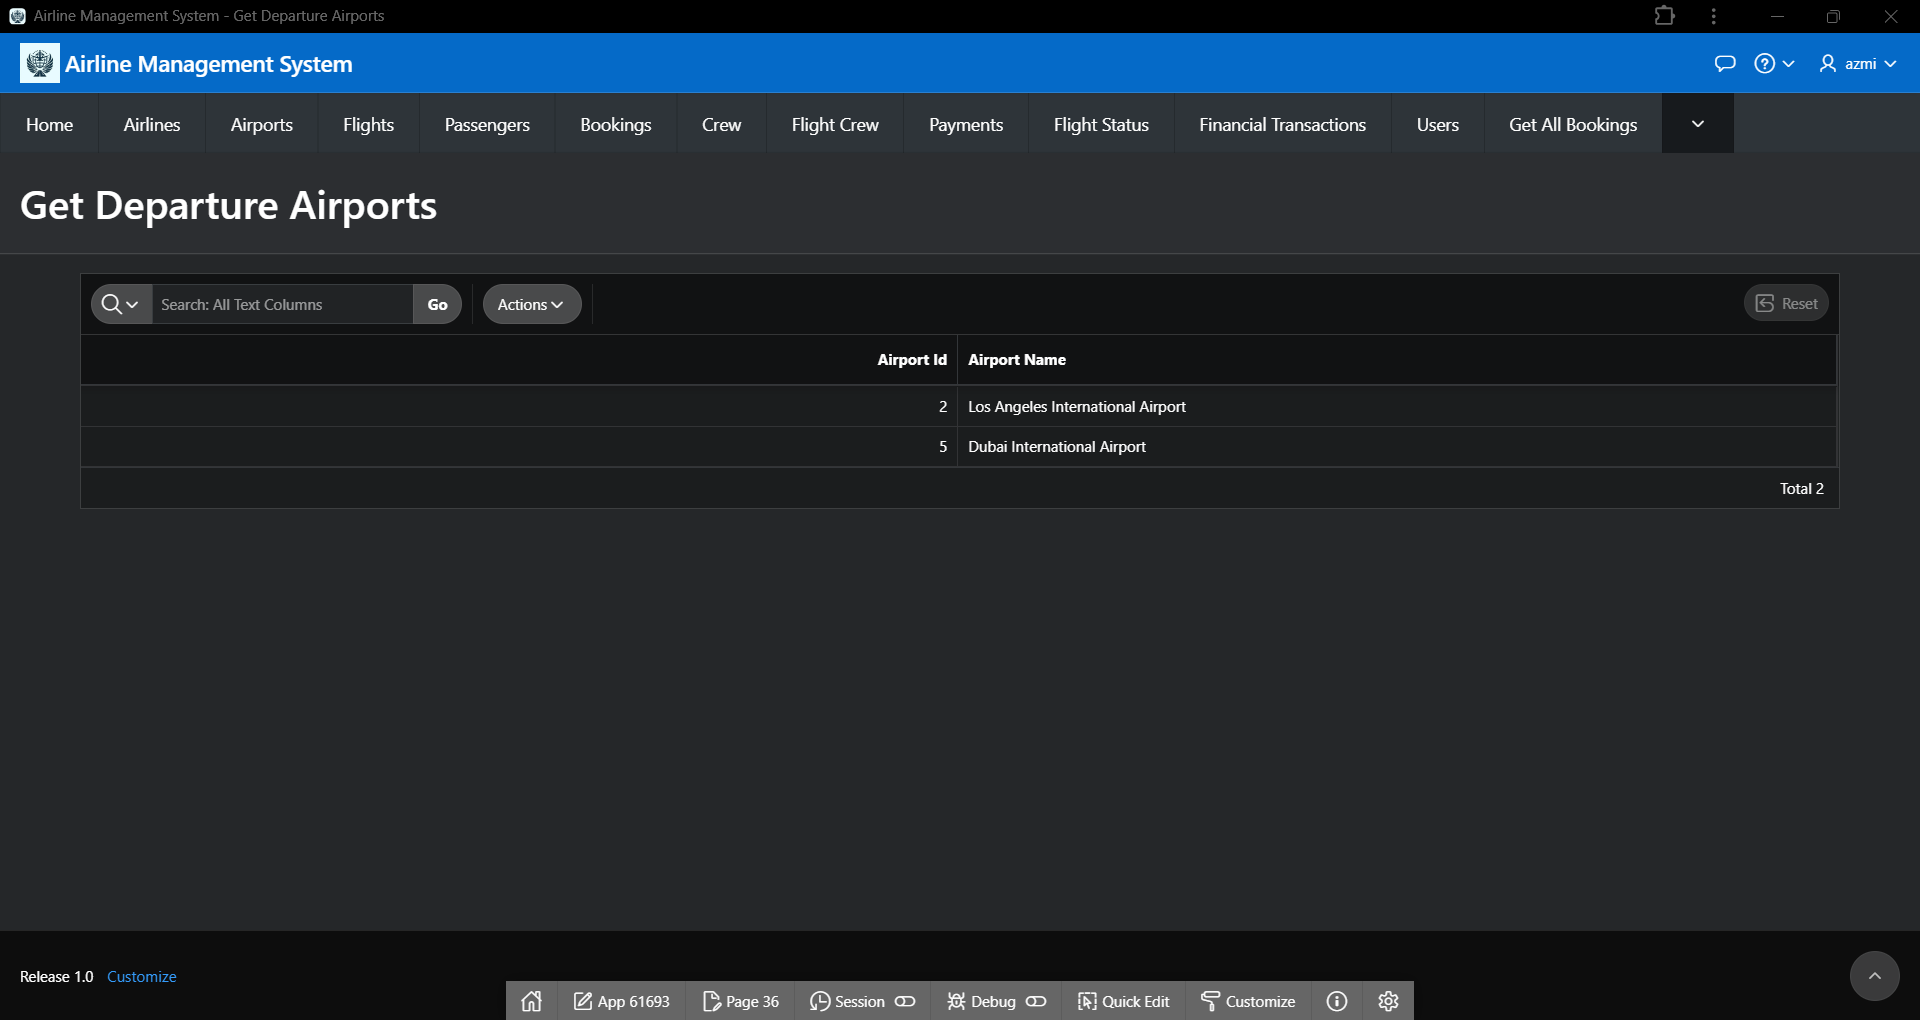 Airline Management System - Get Departure Airports
Airline Management System
azmi
Home Airlines Airports Flights Passengers Bookings Crew Flight Crew Payments Flight Status Financial Transactions Users Get All Bookings
Get Departure Airports
Search: All Text Columns Go Actions Reset
Airport Id Airport Name
2 Los Angeles International Airport
5 Dubai International Airport
Total 2
Release 1.0 Customize
App 61693 Page 36 Session Debug Quick Edit Customize